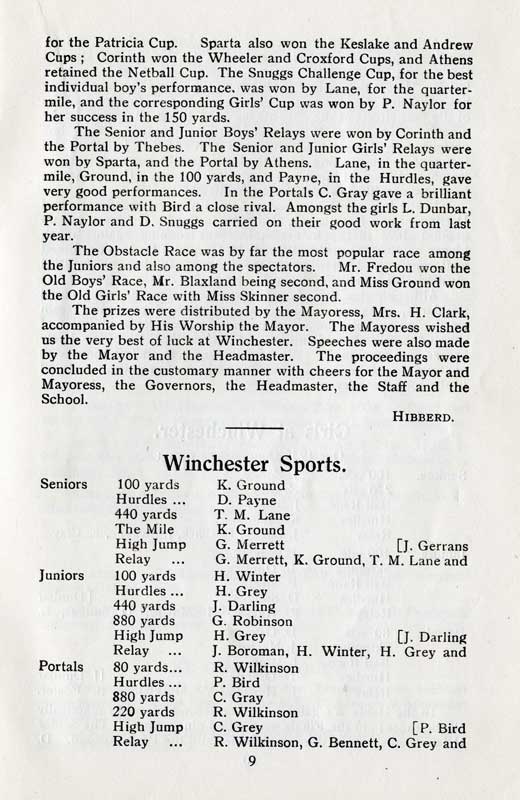 for the Patricia Cup. Sparta also won the Keslake and Andrew
Cups ; Corinth won the Wheeler and Croxford Cups, and Athens
retained the Netball Cup. The Snuggs Challenge Cup, for the best
individual boy's performance. was won by Lane, for the quarter-
mile, and the corresponding Girls' Cup was won by P. Naylor for
her success in the 150 yards.
The Senior and Junior Boys' Relays were won by Corinth and
the Portal by Thebes. The Senior and Junior Girls' Relays were
won by Sparta, and the Portal by Athens. Lane, in the quarter-
mile, Ground, in the 100 yards, and Payne, in the Hurdles, gave
very good performances. In the Portals C. Gray gave a brilliant
performance with Bird a close rival. Amongst the girls L. Dunbar,
P. Naylor and D. Snuggs carried on their good work from last
year.
The Obstacle Race was by far the most popular race among
the Juniors and also among the spectators. Mr. Fredou won the
Old Boys' Race, Mr. Blaxland being second, and Miss Ground won
the Old Girls' Race with Miss Skinner second.
The prizes were distributed by the Mayoress, Mrs. H. Clark,
accompanied by His Worship the Mayor. The Mayoress wished
us the very best of luck at Winchester. Speeches were also made
by the Mayor and the Headmaster. The proceedings were
concluded in the customary manner with cheers for the Mayor and
Mayoress, the Governors, the Headmaster, the Staff and the
School.
HIBBERD.
Winchester Sports.
Seniors 100 yards K. Ground
Hurdles ... D. Payne
440 yards T. M. Lane
The Mile K. Ground
High Jump G. Merrett [J. Gerrans
Relay ... G. Merrett, K. Ground, T. M. Lane and
Juniors 100 yards H. Winter
Hurdles ... H. Grey
440 yards J. Darling
880 yards G. Robinson
High Jump H. Grey [J. Darling
Relay ... J. Boroman, H. Winter, H. Grey and
Portals 80 yards... R. Wilkinson
Hurdles ... P. Bird
880 yards C. Gray
220 yards R. Wilkinson
High Jump C. Grey [P. Bird
Relay ... R. Wilkinson, G. Bennett, C. Grey and
9